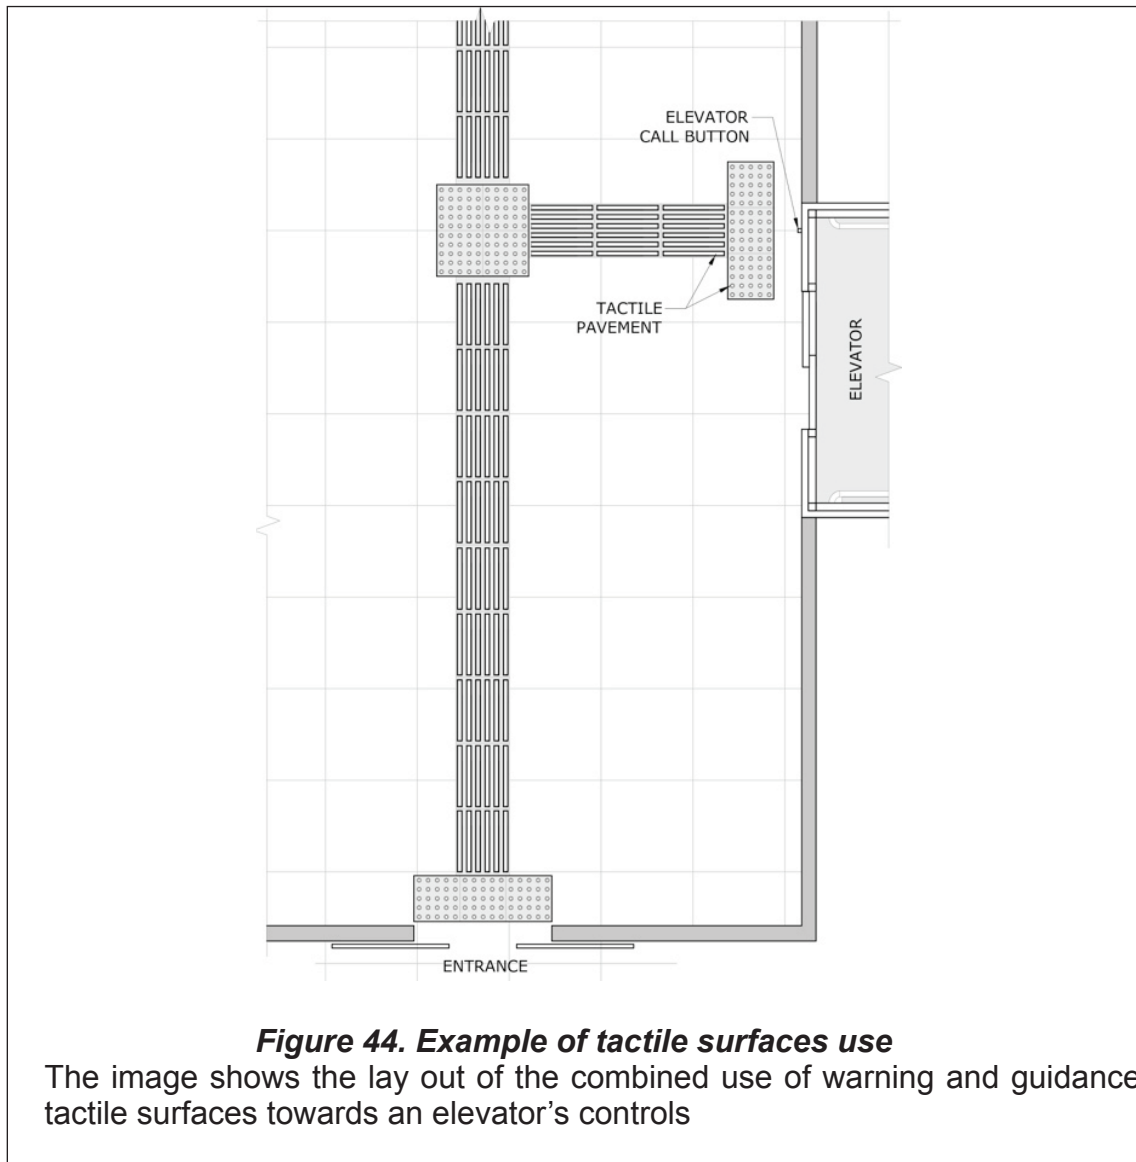 ELEVATOR
CALL BUTTON
TACTILE
PAVEMENT
ELEVATOR
ENTRANCE
Figure 44. Example of tactile surfaces use
The image shows the lay out of the combined use of warning and guidance
tactile surfaces towards an elevator’s controls